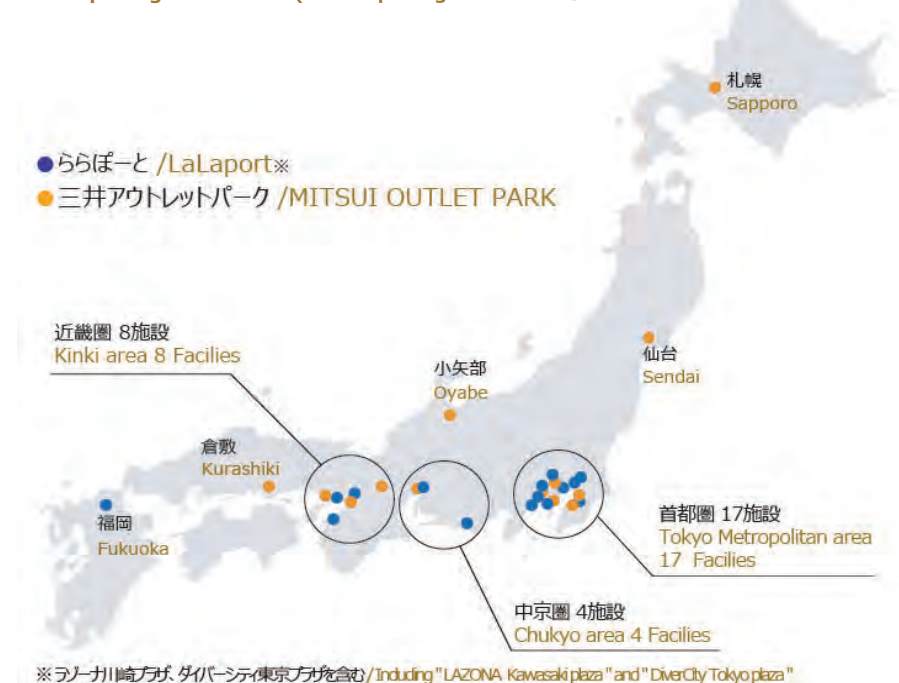 ●ららぽーと /LaLaport※
●三井アウトレットパーク /MITSUI OUTLET PARK
札幌
Sapporo
仙台
Sendai
近畿圏 8施設
Kinki area 8 Facilies
小矢部
Oyabe
倉敷
Kurashiki
福岡
Fukuoka
首都圏 17施設
Tokyo Metropolitan area
17 Facilies
中京圏 4施設
Chukyo area 4 Facilies
※ラゾーナ川崎プラザ、ダイバーシティ東京プラザを含む/Including "LAZONA Kawasaki plaza" and "DiverCity Tokyo plaza"